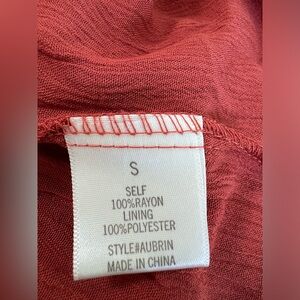 S
SELF
100%RAYON
LINING
100%POLYESTER
STYLE#AUBRIN
MADE IN CHINA